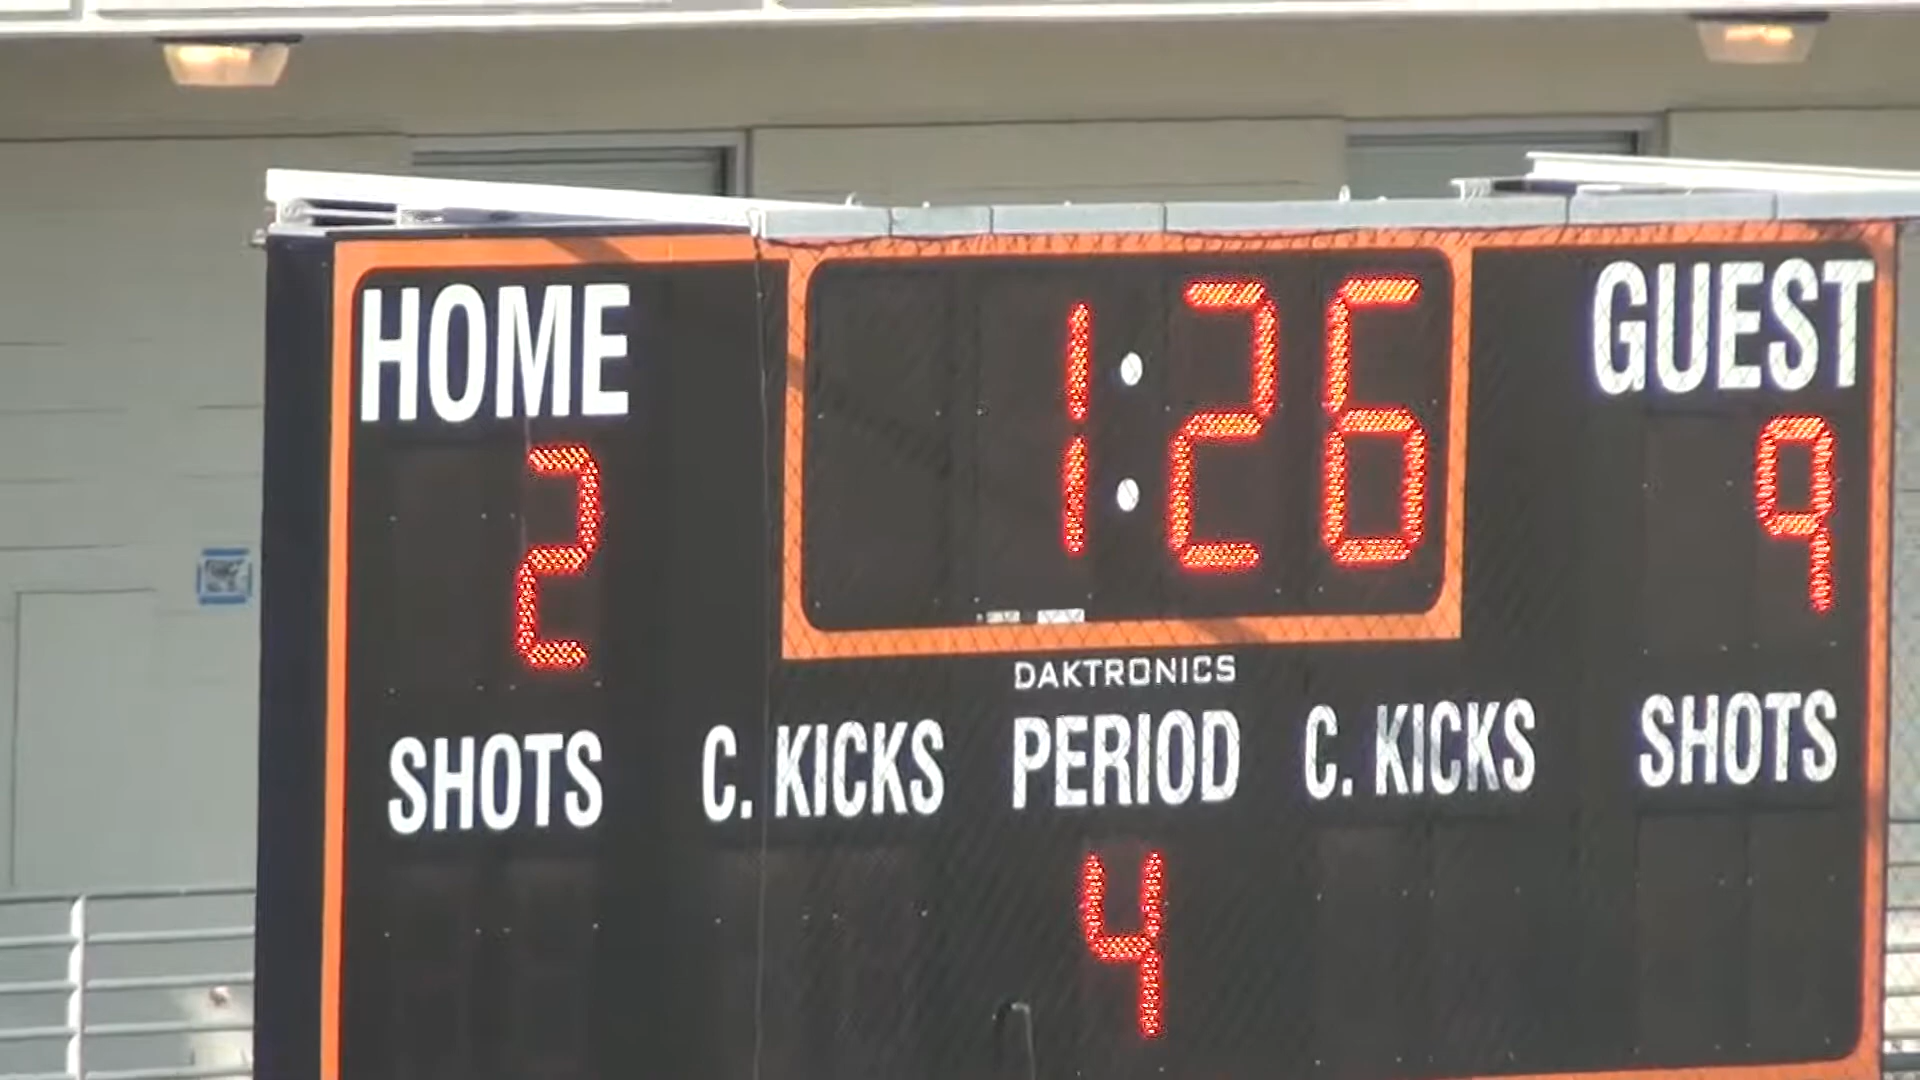 HOME 1:26 GUEST
2 9
DAKTRONICS
SHOTS C. KICKS PERIOD C. KICKS SHOTS
4